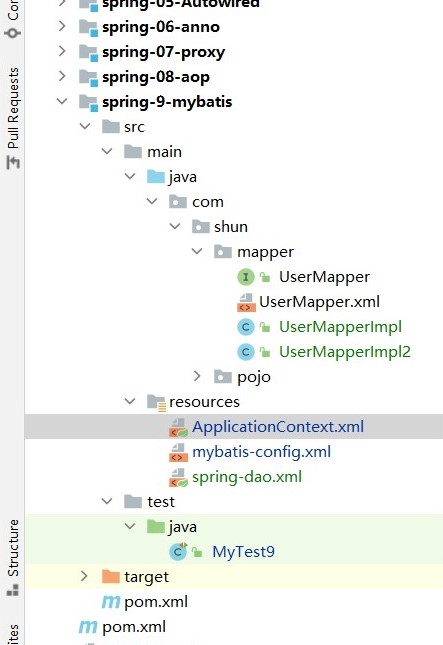 spring-05-Autowired
spring-06-anno
spring-07-proxy
spring-08-aop
spring-9-mybatis
src
main
java
com
shun
mapper
I UserMapper
UserMapper.xml
C UserMapperImpl
C UserMapperImpl2
pojo
resources
ApplicationContext.xml
mybatis-config.xml
spring-dao.xml
test
java
C MyTest9
target
m pom.xml
m pom.xml
Pull Requests
Structure